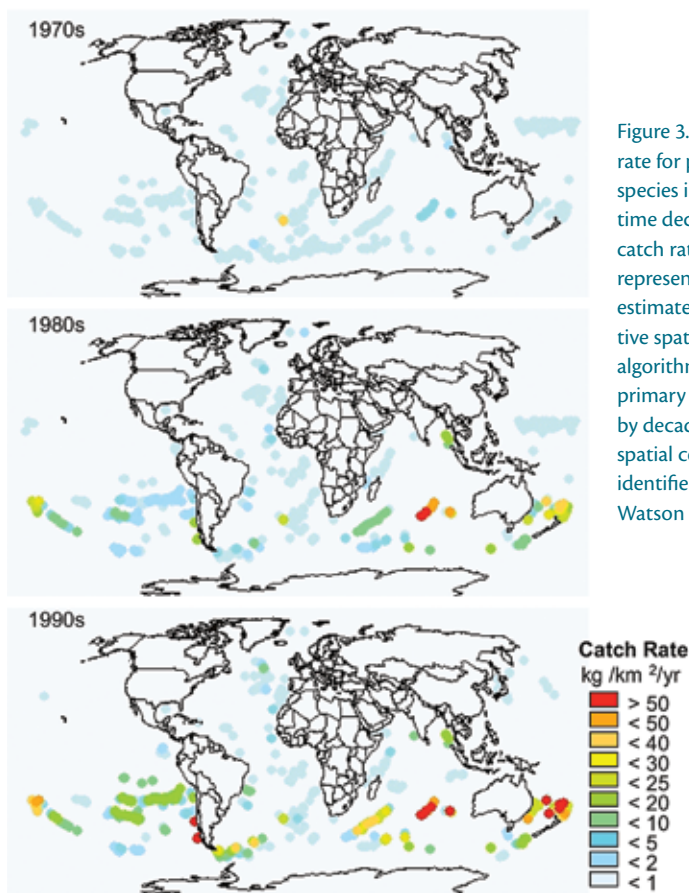 1970s
Figure 3.
rate for p
species i
time dec
catch rat
represen
estimate
tive spat
algorithm
primary
by decad
spatial co
identifie
Watson
1980s
1990s
Catch Rate
kg /km ²/yr
> 50
< 50
< 40
< 30
< 25
< 20
< 10
< 5
< 2
< 1